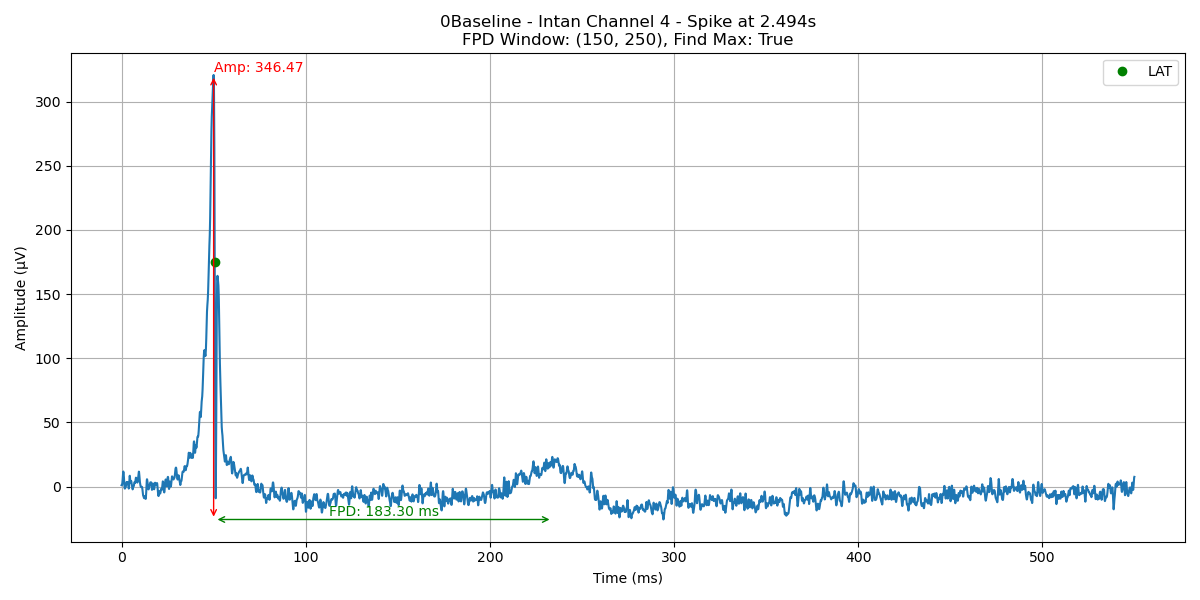 0Baseline - Intan Channel 4 - Spike at 2.494s
FPD Window: (150, 250), Find Max: True
Amp: 346.47
LAT
300
250
200
150
100
50
0
Amplitude (μV)
FPD: 183.30 ms
0 100 200 300 400 500
Time (ms)